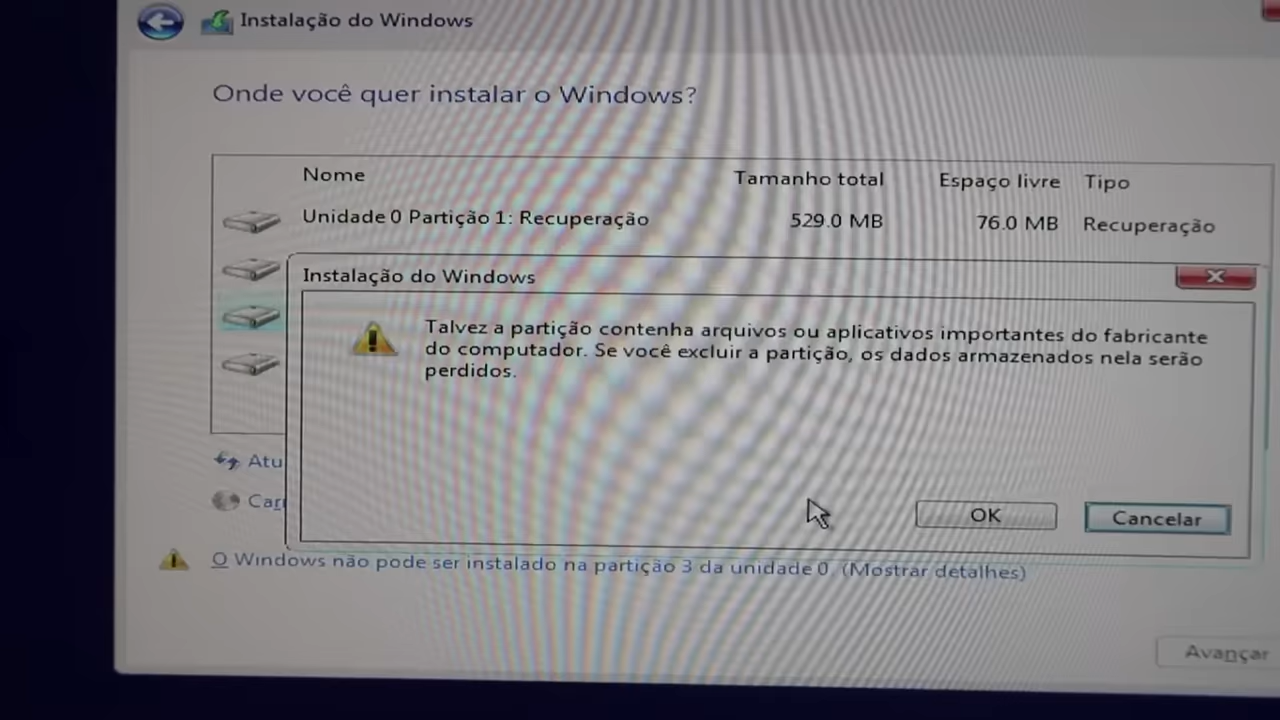 Instalação do Windows
Onde você quer instalar o Windows?
Nome Tamanho total Espaço livre Tipo
Unidade 0 Partição 1: Recuperação 529.0 MB 76.0 MB Recuperação
Instalação do Windows
Talvez a partição contenha arquivos ou aplicativos importantes do fabricante
do computador. Se você excluir a partição, os dados armazenados nela serão
perdidos.
Atu
Carr
OK Cancelar
O Windows não pode ser instalado na partição 3 da unidade 0. (Mostrar detalhes)
Avançar